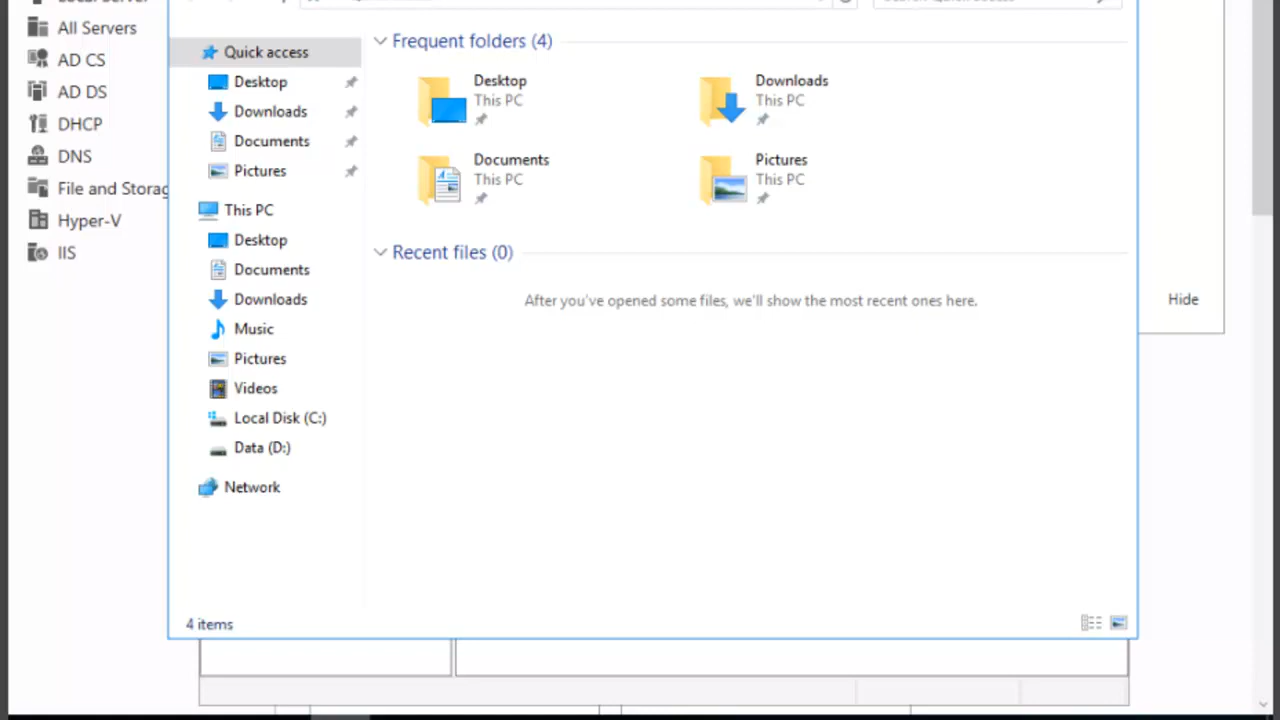 All Servers
AD CS
AD DS
DHCP
DNS
File and Storag
Hyper-V
IIS
Quick access
Desktop
Downloads
Documents
Pictures
This PC
Desktop
Documents
Downloads
Music
Pictures
Videos
Local Disk (C:)
Data (D:)
Network
Frequent folders (4)
Desktop
This PC
Downloads
This PC
Documents
This PC
Pictures
This PC
Recent files (0)
After you've opened some files, we'll show the most recent ones here.
Hide
4 items